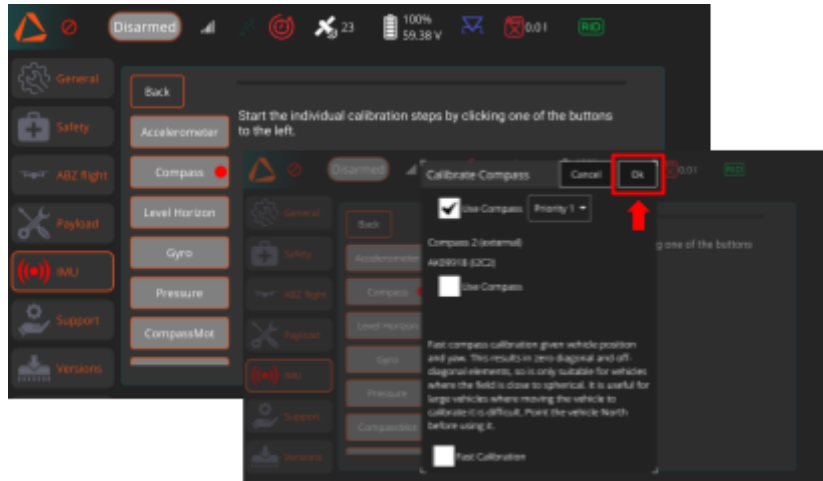 Disarmed
23
100%
59.38 V
0.01
RID
General
Safety
ABZ flight
Payload
IMU
Support
Versions
Back
Accelerometer
Compass
Level Horizon
Gyro
Pressure
CompassMot
Start the individual calibration steps by clicking one of the buttons
to the left.
Disarmed
0.01
RID
General
Safety
ABZ flight
Payload
IMU
Support
Versions
Back
Accelerometer
Compass
Level Horizon
Gyro
Pressure
CompassMot
g one of the buttons
Calibrate Compass
Cancel
Ok
Use Compass
Priority 1
Compass 2 (external)
AK09918 (I2C2)
Use Compass
Fast compass calibration given vehicle position
and yaw. This results in zero diagonal and off-
diagonal elements, so is only suitable for vehicles
where the field is close to spherical. It is useful for
large vehicles where moving the vehicle to
calibrate it is difficult. Point the vehicle North
before using it.
Fast Calibration